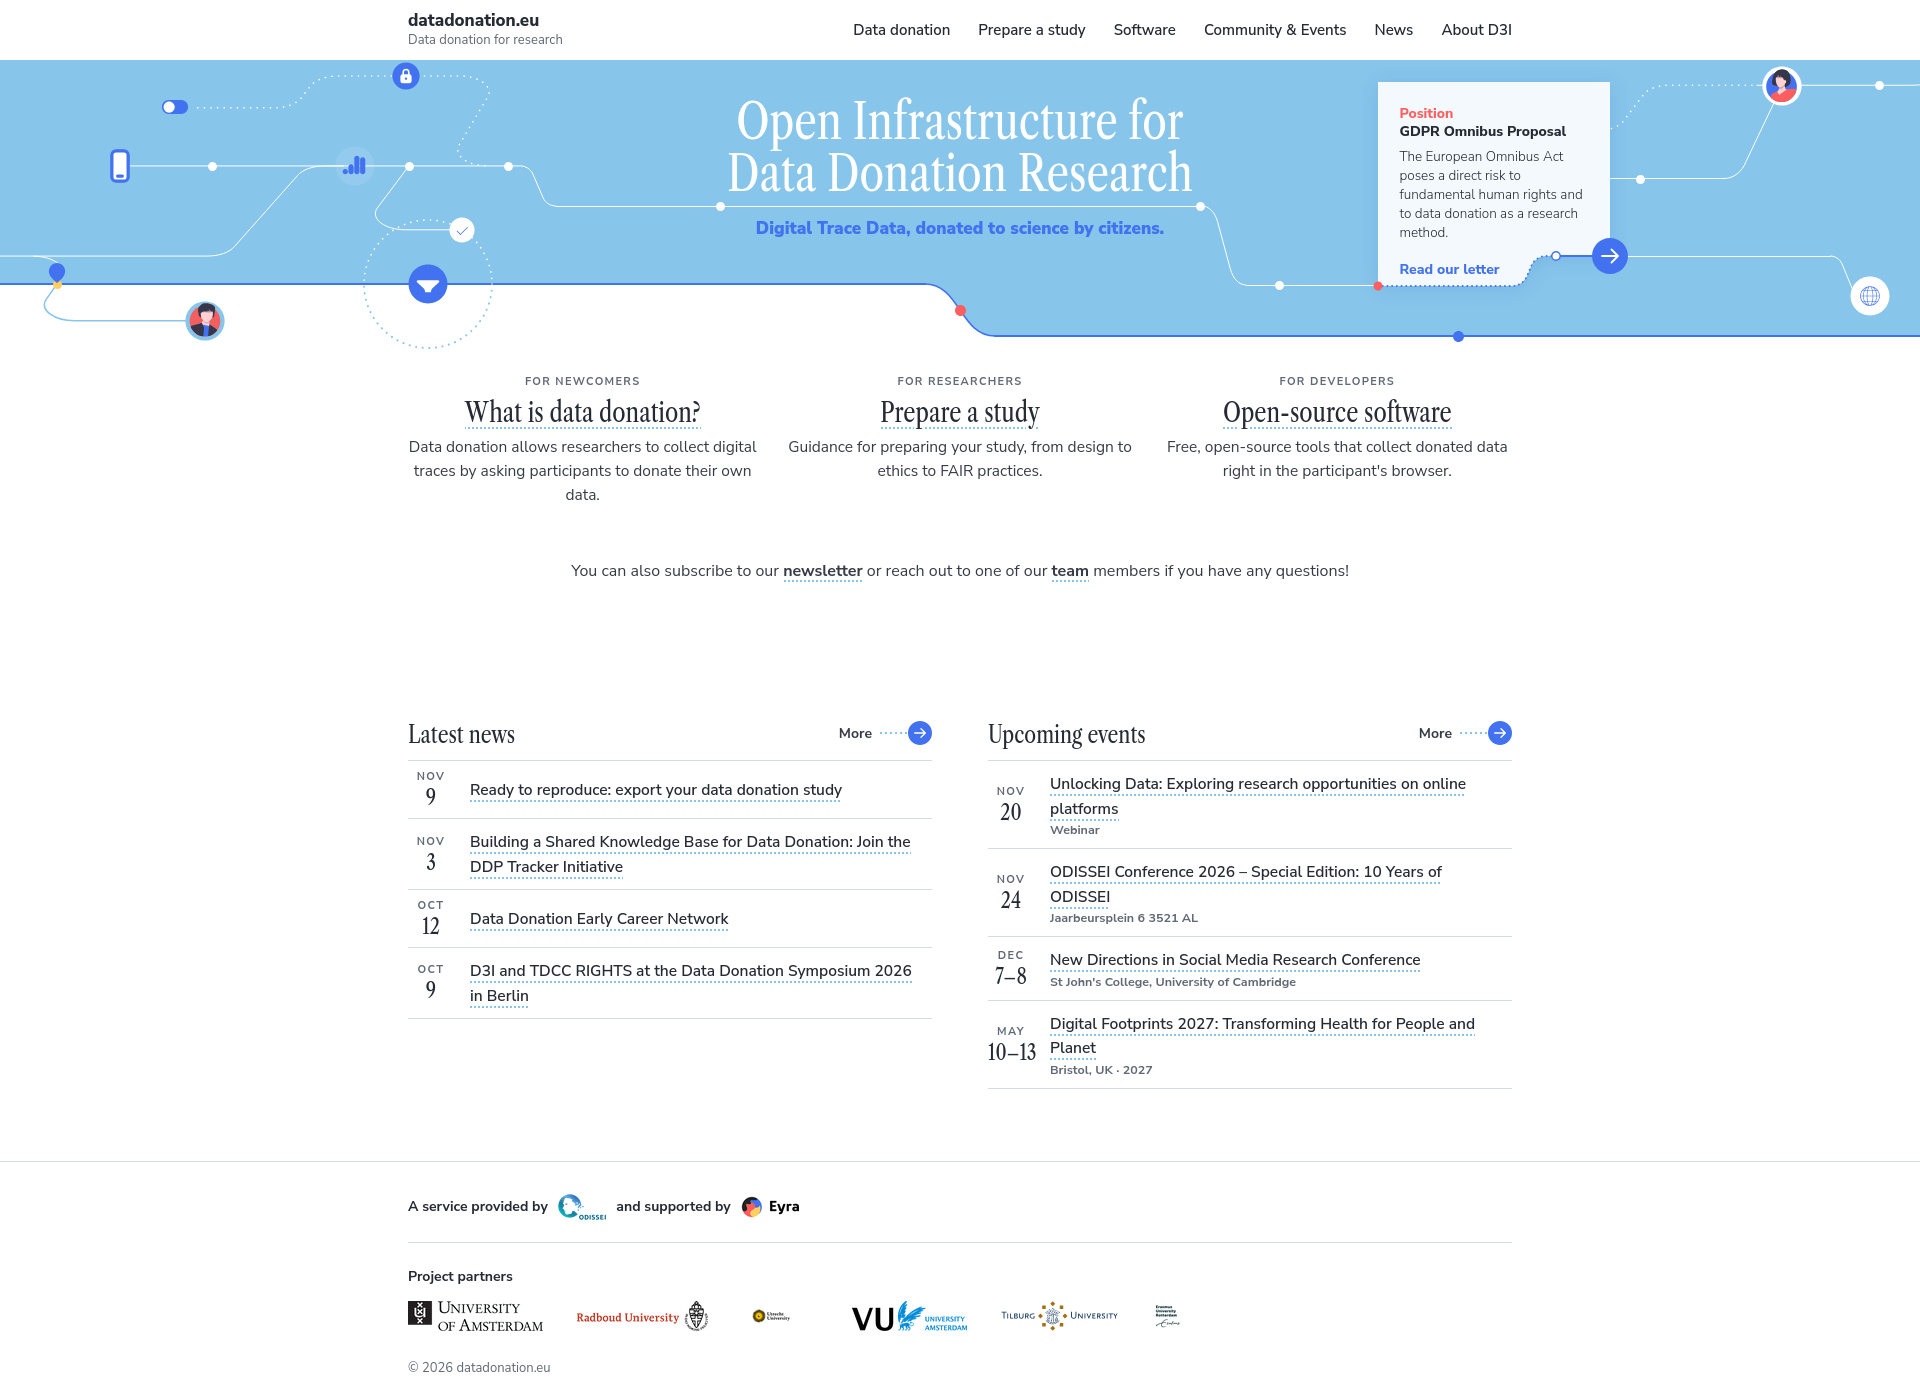 datadonation.eu
Data donation for research
Data donation
Prepare a study
Software
Community & Events
News
About D3I
Open Infrastructure for
Data Donation Research
Digital Trace Data, donated to science by citizens.
Position
GDPR Omnibus Proposal
The European Omnibus Act
poses a direct risk to
fundamental human rights and
to data donation as a research
method.
Read our letter
FOR NEWCOMERS
What is data donation?
Data donation allows researchers to collect digital
traces by asking participants to donate their own
data.
FOR RESEARCHERS
Prepare a study
Guidance for preparing your study, from design to
ethics to FAIR practices.
FOR DEVELOPERS
Open-source software
Free, open-source tools that collect donated data
right in the participant's browser.
You can also subscribe to our newsletter or reach out to one of our team members if you have any questions!
Latest news
More
NOV
9
Ready to reproduce: export your data donation study
NOV
3
Building a Shared Knowledge Base for Data Donation: Join the
DDP Tracker Initiative
OCT
12
Data Donation Early Career Network
OCT
9
D3I and TDCC RIGHTS at the Data Donation Symposium 2026
in Berlin
Upcoming events
More
NOV
20
Unlocking Data: Exploring research opportunities on online
platforms
Webinar
NOV
24
ODISSEI Conference 2026 – Special Edition: 10 Years of
ODISSEI
Jaarbeursplein 6 3521 AL
DEC
7–8
New Directions in Social Media Research Conference
St John's College, University of Cambridge
MAY
10–13
Digital Footprints 2027: Transforming Health for People and
Planet
Bristol, UK · 2027
A service provided by
ODISSEI
and supported by
Eyra
Project partners
UNIVERSITY
OF AMSTERDAM
Radboud University
Utrecht
University
VU
UNIVERSITY
AMSTERDAM
TILBURG
UNIVERSITY
Erasmus
University
Rotterdam
© 2026 datadonation.eu